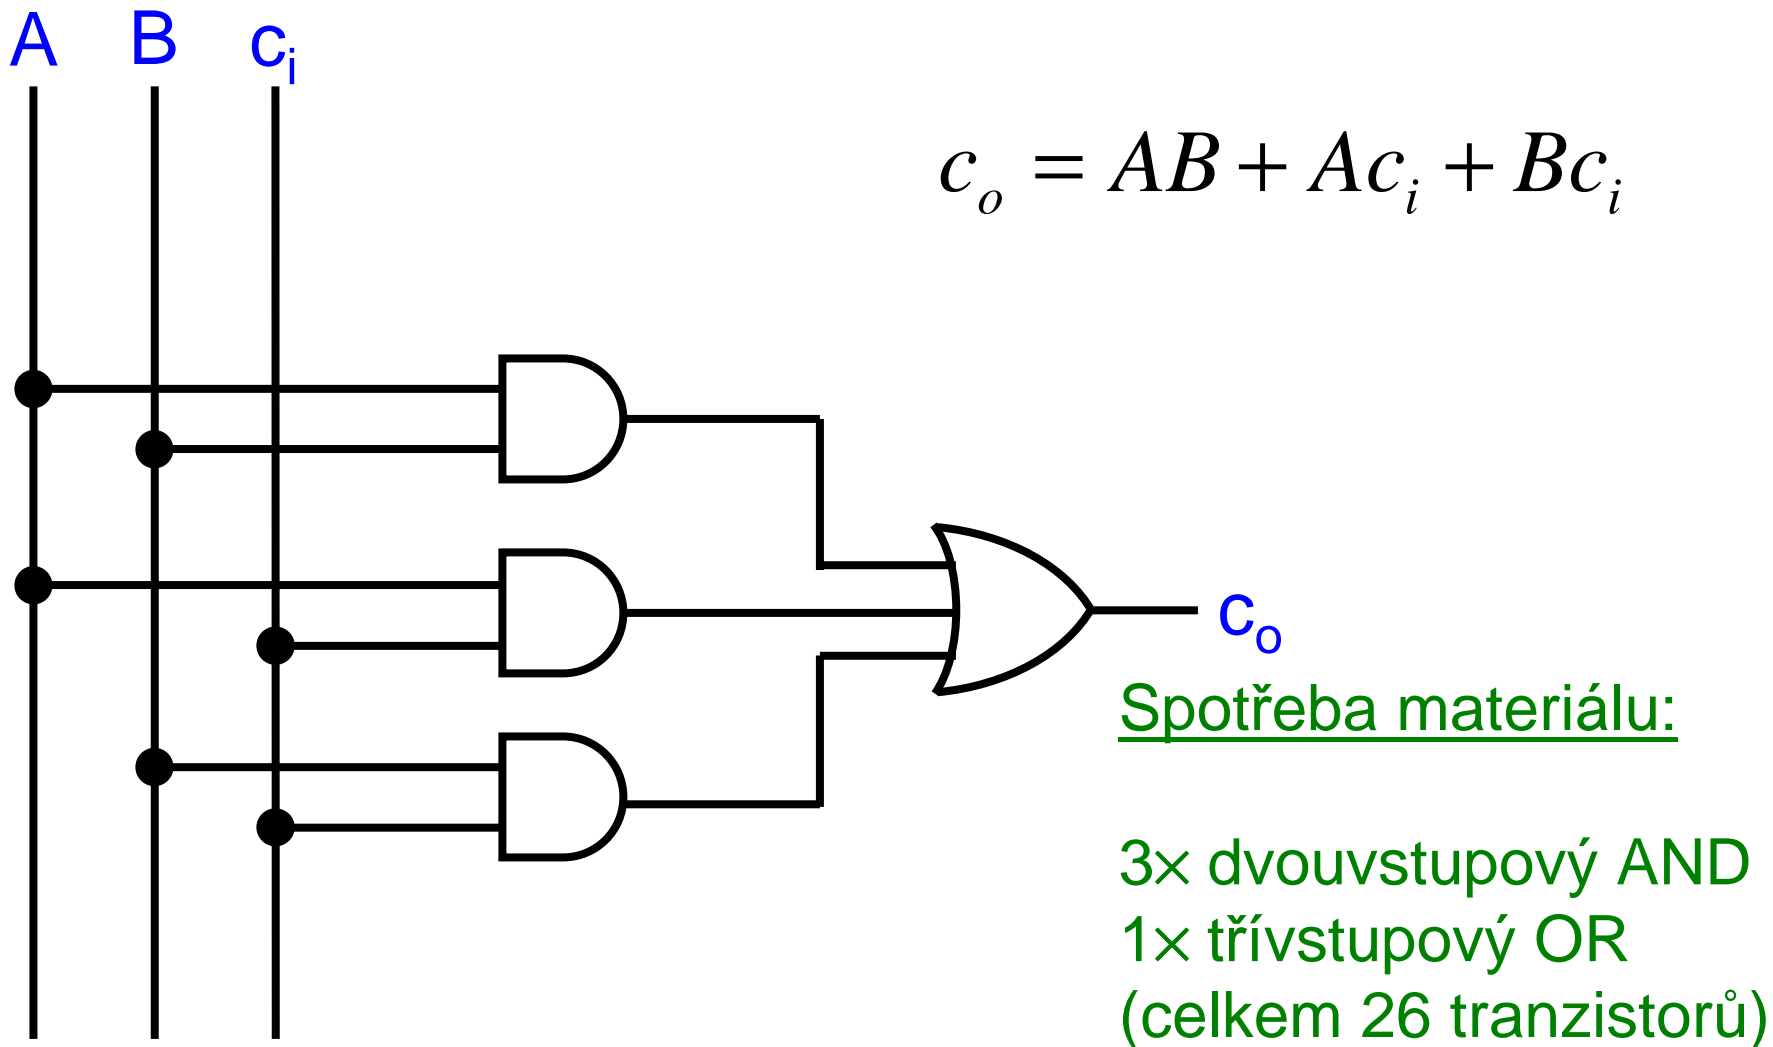 A B cᵢ
cₒ = AB + Acᵢ + Bcᵢ
cₒ
Spotřeba materiálu:
3× dvouvstupový AND
1× třívstupový OR
(celkem 26 tranzistorů)